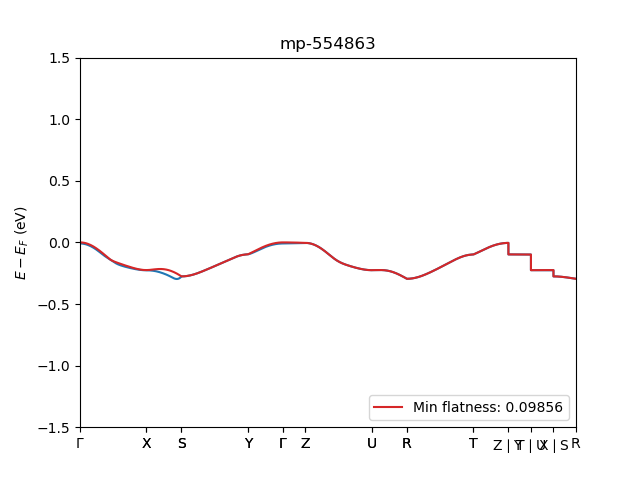 mp-554863
1.5
1.0
0.5
0.0
−0.5
−1.0
−1.5
E − E_F (eV)
Min flatness: 0.09856
Γ X S Y Γ Z U R T Z | Y T | U X | S R